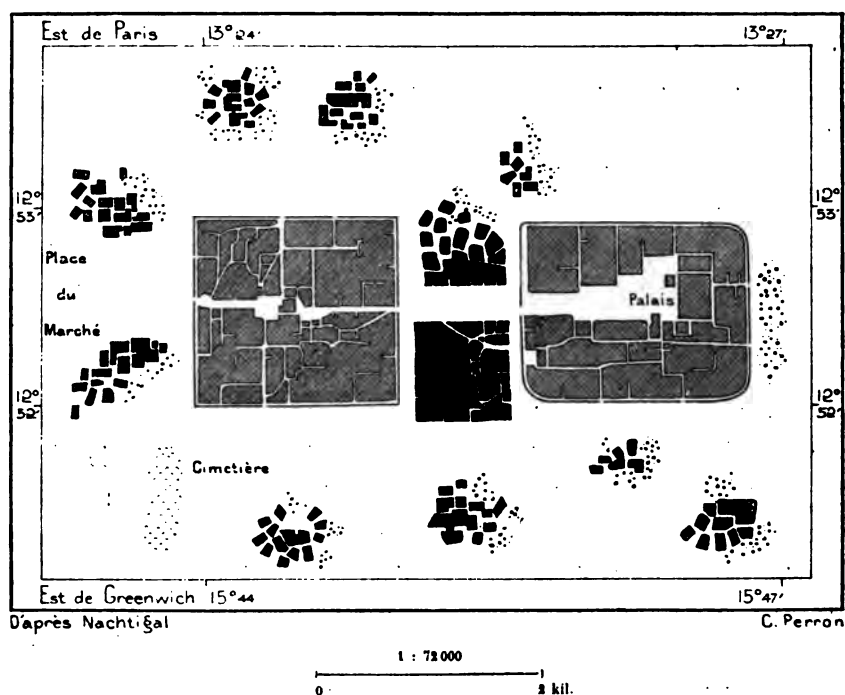 Est de Paris 13°24' 13°27'
12° 53' 12° 53'
Place
du
Marché
Palais
12° 52' 12° 52'
Cimetière
Est de Greenwich 15°44' 15°47'
D'après Nachtigal C. Perron
1 : 72 000
0 2 kil.